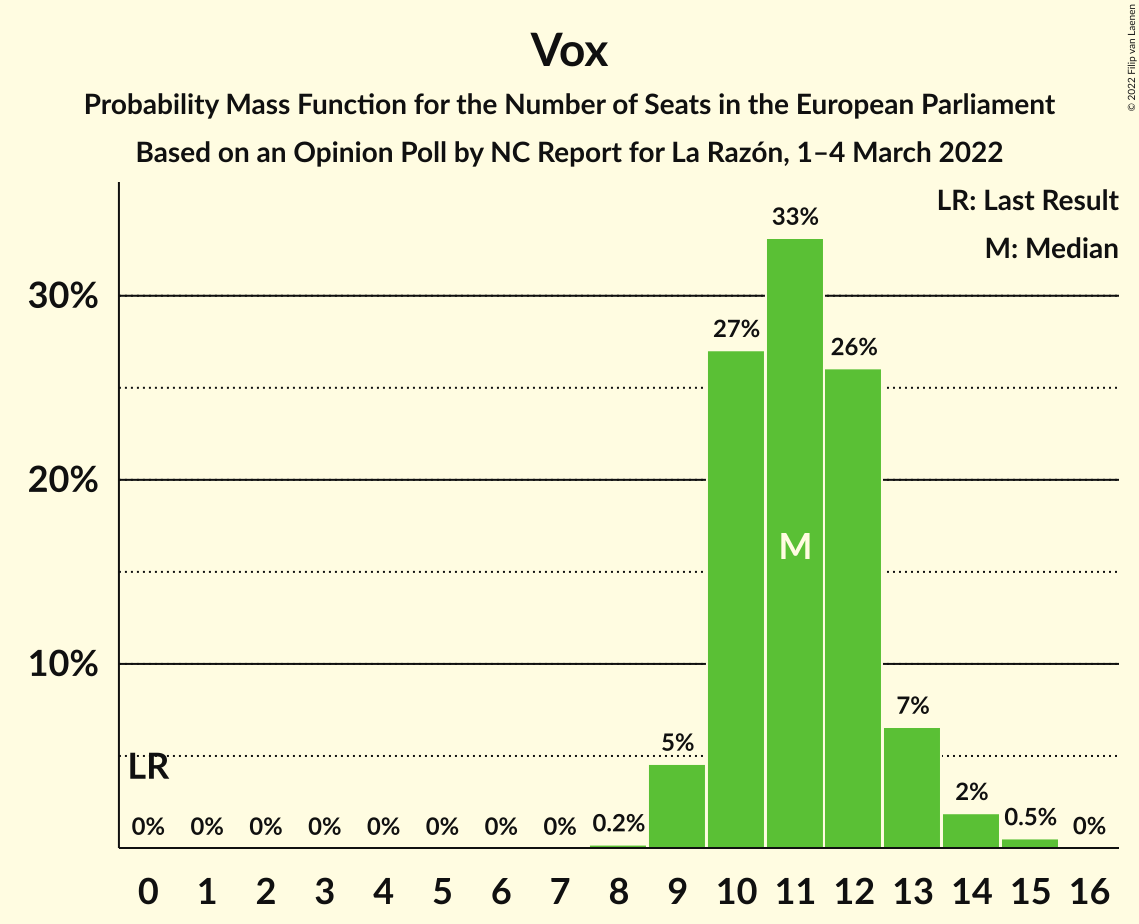 Vox
Probability Mass Function for the Number of Seats in the European Parliament
Based on an Opinion Poll by NC Report for La Razón, 1–4 March 2022
© 2022 Filip van Laenen
LR: Last Result
M: Median
30%
20%
10%
33%
27%
26%
M
7%
5%
LR
2%
0% 0% 0% 0% 0% 0% 0% 0% 0.2% 0.5% 0%
0 1 2 3 4 5 6 7 8 9 10 11 12 13 14 15 16